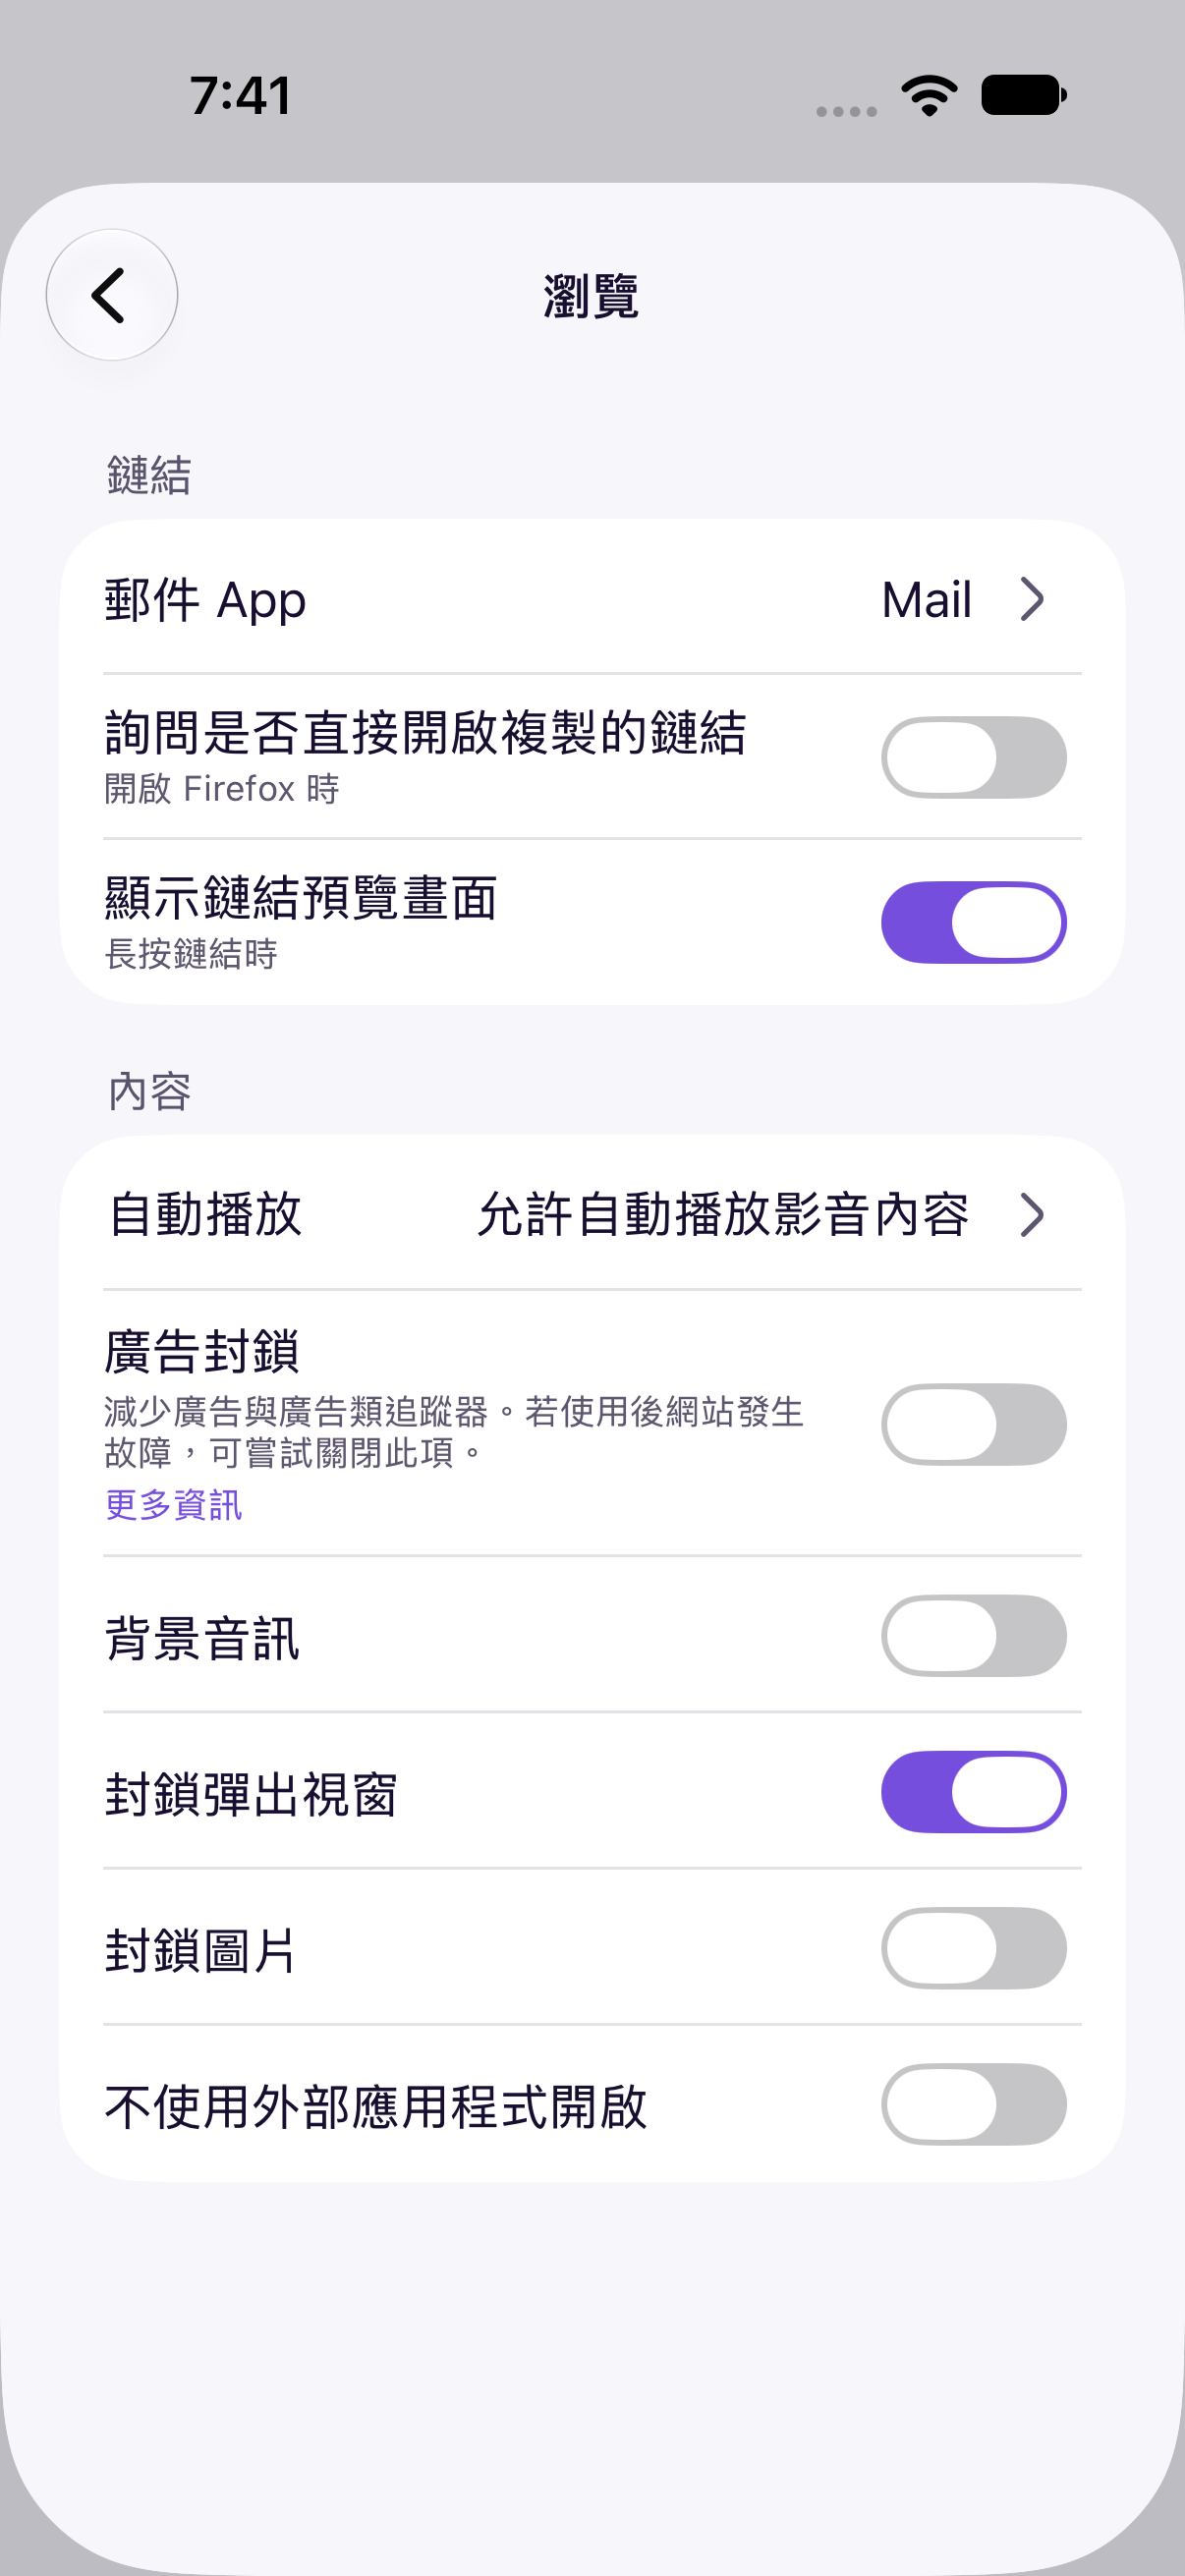 7:41
瀏覽
鏈結
郵件 App
Mail
詢問是否直接開啟複製的鏈結
開啟 Firefox 時
顯示鏈結預覽畫面
長按鏈結時
內容
自動播放
允許自動播放影音內容
廣告封鎖
減少廣告與廣告類追蹤器。若使用後網站發生
故障，可嘗試關閉此項。
更多資訊
背景音訊
封鎖彈出視窗
封鎖圖片
不使用外部應用程式開啟